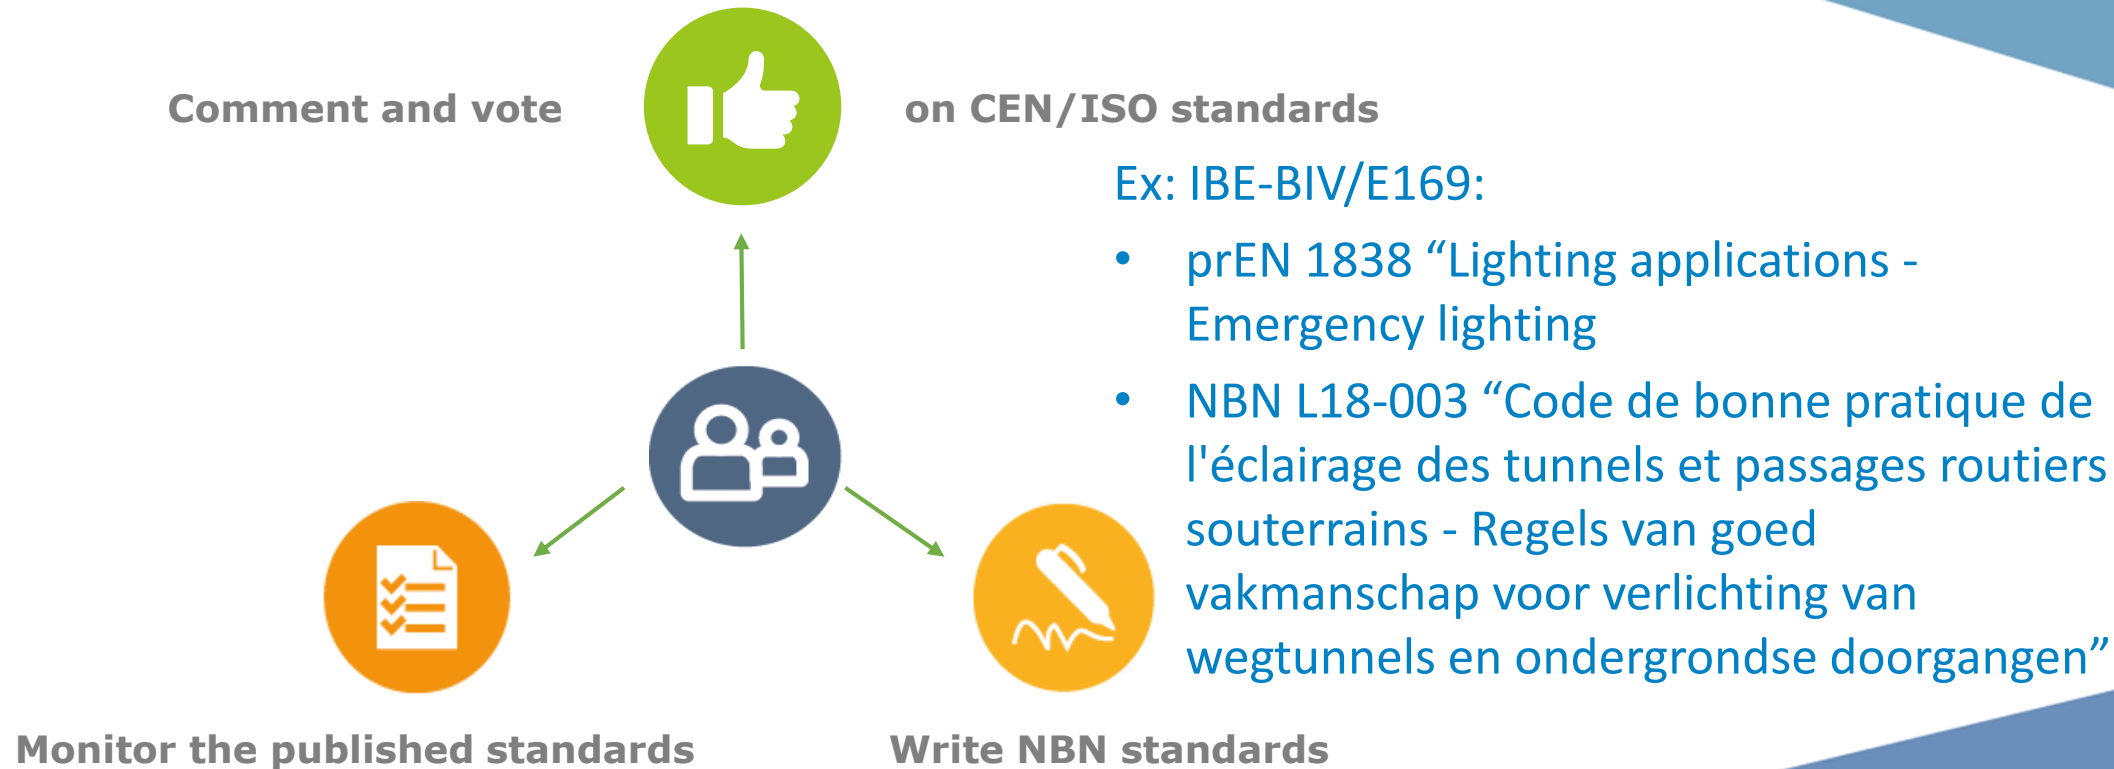 Comment and vote
on CEN/ISO standards
Ex: IBE-BIV/E169:
• prEN 1838 “Lighting applications -
Emergency lighting
• NBN L18-003 “Code de bonne pratique de
l'éclairage des tunnels et passages routiers
souterrains - Regels van goed
vakmanschap voor verlichting van
wegtunnels en ondergrondse doorgangen”
Monitor the published standards
Write NBN standards